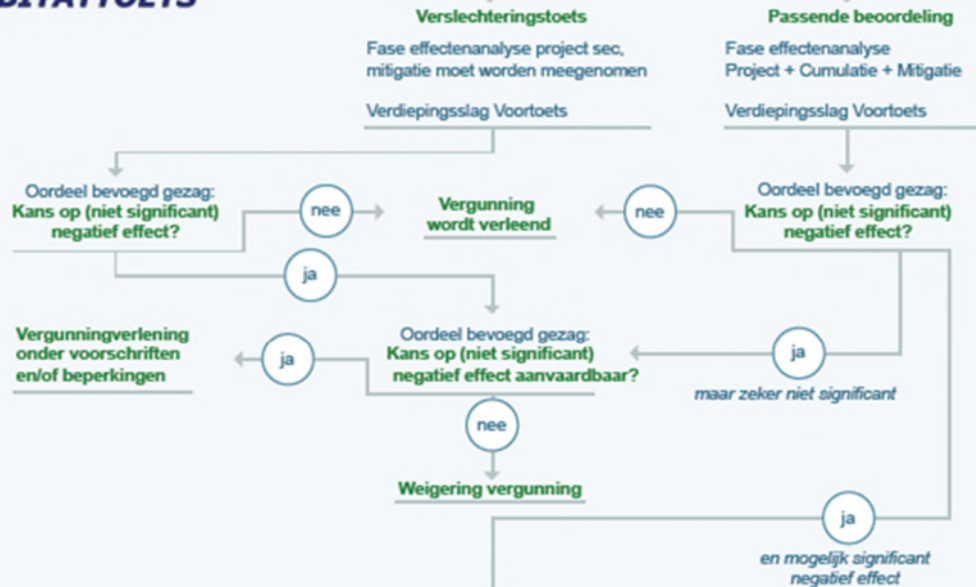 BITATTOETS
Verslechteringstoets
Fase effectenanalyse project sec,
mitigatie moet worden meegenomen
Verdiepingsslag Voortoets
Passende beoordeling
Fase effectenanalyse
Project + Cumulatie + Mitigatie
Verdiepingsslag Voortoets
Oordeel bevoegd gezag:
Kans op (niet significant)
negatief effect?
nee
Vergunning
wordt verleend
nee
Oordeel bevoegd gezag:
Kans op (niet significant)
negatief effect?
ja
Vergunningverlening
onder voorschriften
en/of beperkingen
ja
Oordeel bevoegd gezag:
Kans op (niet significant)
negatief effect aanvaardbaar?
ja
maar zeker niet significant
nee
Weigering vergunning
ja
en mogelijk significant
negatief effect